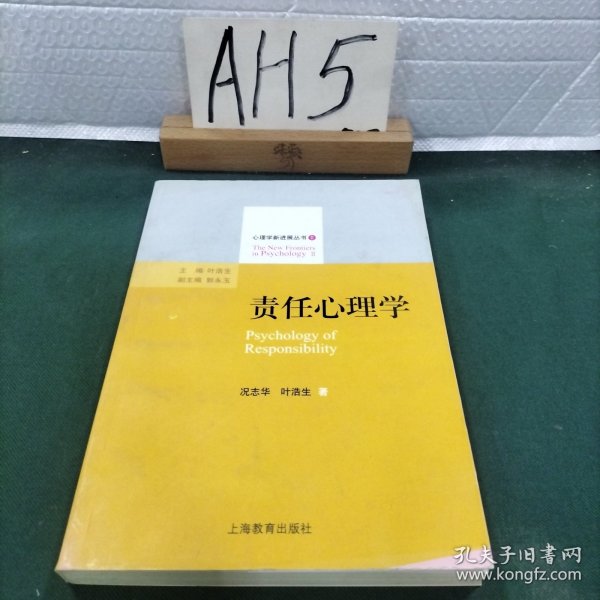 AH5
心理学新进展丛书
The New Frontiers
in Psychology II
主 编 叶浩生
副主编 郭永玉
责任心理学
Psychology of
Responsibility
况志华 叶浩生 著
上海教育出版社
孔夫子旧书网
www.kongfz.com